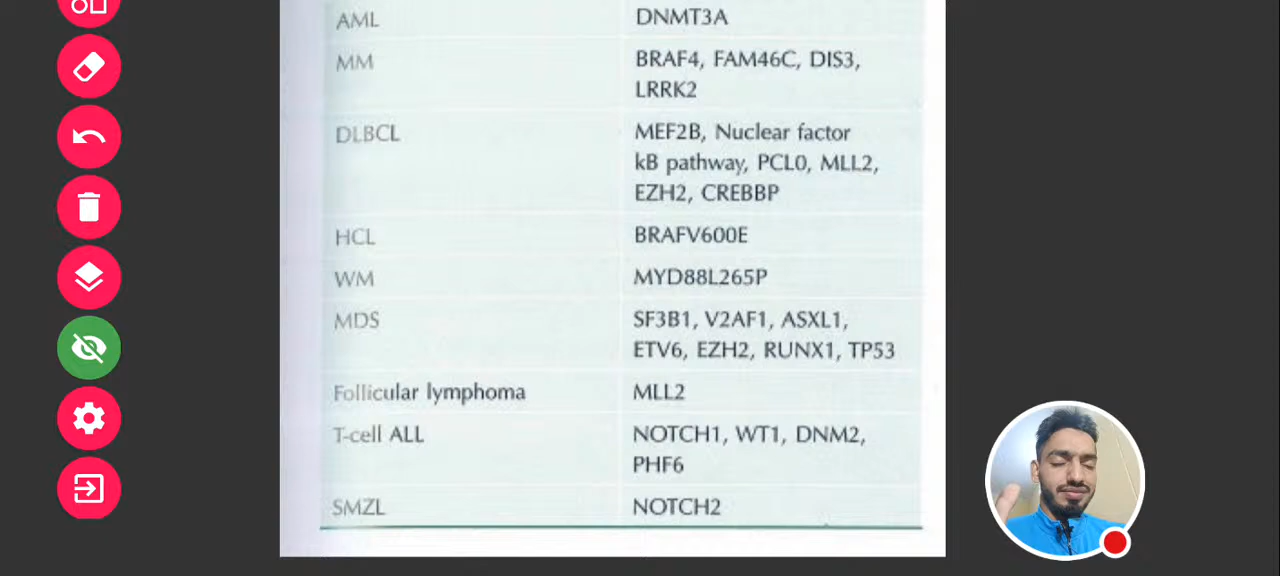 AML DNMT3A
MM BRAF4, FAM46C, DIS3,
LRRK2
DLBCL MEF2B, Nuclear factor
kB pathway, PCL0, MLL2,
EZH2, CREBBP
HCL BRAFV600E
WM MYD88L265P
MDS SF3B1, V2AF1, ASXL1,
ETV6, EZH2, RUNX1, TP53
Follicular lymphoma MLL2
T-cell ALL NOTCH1, WT1, DNM2,
PHF6
SMZL NOTCH2